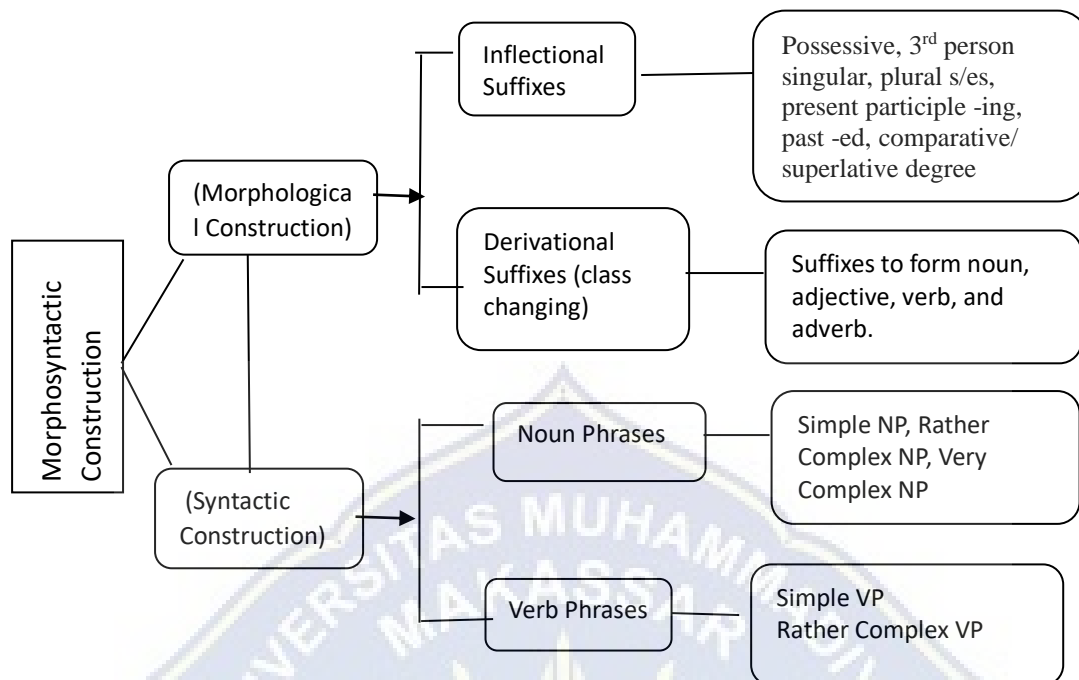 Morphosyntactic
Construction
(Morphologica
l Construction)
(Syntactic
Construction)
Inflectional
Suffixes
Possessive, 3rd person
singular, plural s/es,
present participle -ing,
past -ed, comparative/
superlative degree
Derivational
Suffixes (class
changing)
Suffixes to form noun,
adjective, verb, and
adverb.
Noun Phrases
Simple NP, Rather
Complex NP, Very
Complex NP
Verb Phrases
Simple VP
Rather Complex VP
MAKASSAR